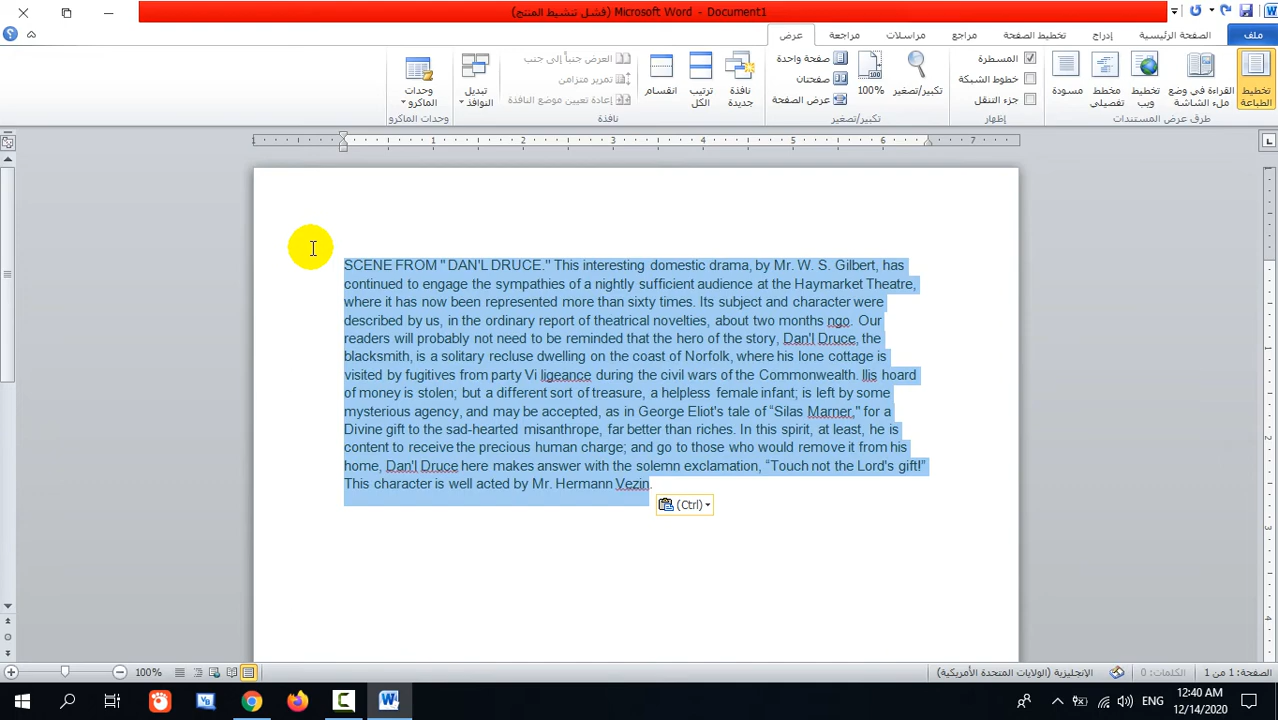 Microsoft Word - Document1 (فشل تنشيط المنتج)
ملف
الصفحة الرئيسية
إدراج
تخطيط الصفحة
مراجع
مراسلات
مراجعة
عرض
تخطيط الطباعة
القراءة في وضع ملء الشاشة
تخطيط ويب
مخطط تفصيلي
مسودة
طرق عرض المستندات
المسطرة
خطوط الشبكة
جزء التنقل
إظهار
تكبير/تصغير
100%
صفحة واحدة
صفحتان
عرض الصفحة
تكبير/تصغير
نافذة جديدة
ترتيب الكل
انقسام
العرض جنباً إلى جنب
تمرير متزامن
إعادة تعيين موضع النافذة
تبديل النوافذ
نافذة
وحدات الماكرو
وحدات الماكرو
1 1 2 3 4 5 6 7
SCENE FROM " DAN'L DRUCE." This interesting domestic drama, by Mr. W. S. Gilbert, has
continued to engage the sympathies of a nightly sufficient audience at the Haymarket Theatre,
where it has now been represented more than sixty times. Its subject and character were
described by us, in the ordinary report of theatrical novelties, about two months ngo. Our
readers will probably not need to be reminded that the hero of the story, Dan'l Druce, the
blacksmith, is a solitary recluse dwelling on the coast of Norfolk, where his lone cottage is
visited by fugitives from party Vi ligeance during the civil wars of the Commonwealth. Ilis hoard
of money is stolen; but a different sort of treasure, a helpless female infant; is left by some
mysterious agency, and may be accepted, as in George Eliot's tale of “Silas Marner," for a
Divine gift to the sad-hearted misanthrope, far better than riches. In this spirit, at least, he is
content to receive the precious human charge; and go to those who would remove it from his
home, Dan'l Druce here makes answer with the solemn exclamation, “Touch not the Lord's gift!”
This character is well acted by Mr. Hermann Vezin.
(Ctrl)
1 2 3 4
الصفحة: 1 من 1
الكلمات: 0
الإنجليزية (الولايات المتحدة الأمريكية)
100%
ENG
12:40 AM
12/14/2020